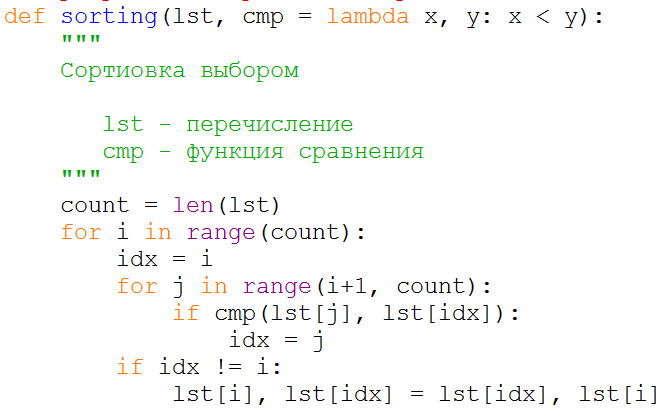 def sorting(lst, cmp = lambda x, y: x < y):
    """
    Сортиовка выбором

       lst - перечисление
       cmp - функция сравнения
    """
    count = len(lst)
    for i in range(count):
        idx = i
        for j in range(i+1, count):
            if cmp(lst[j], lst[idx]):
                idx = j
        if idx != i:
            lst[i], lst[idx] = lst[idx], lst[i]